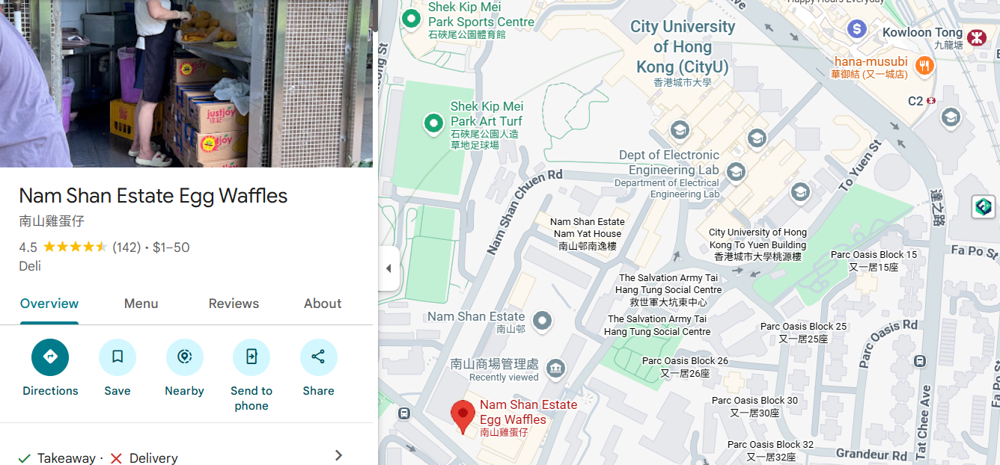 justjoy
佳記
Nam Shan Estate Egg Waffles
南山雞蛋仔
4.5 (142) · $1–50
Deli
Overview
Menu
Reviews
About
Directions
Save
Nearby
Send to
phone
Share
Takeaway · Delivery
Shek Kip Mei
Park Sports Centre
石硤尾公園體育館
City University
of Hong
Kong (CityU)
香港城市大學
Happy Hours Everyday
Kowloon Tong
九龍塘
hana-musubi
華御結 (又一城店)
C2
Shek Kip Mei
Park Art Turf
石硤尾公園人造
草地足球場
Dept of Electronic
Engineering Lab
Department of Electrical
Engineering Lab
To Yuen St
達之路
Nam Shan Chuen Rd
Nam Shan Estate
Nam Yat House
南山邨南逸樓
City University of Hong
Kong To Yuen Building
香港城市大學桃源樓
Parc Oasis Block 15
又一居15座
Fa Po St
The Salvation Army Tai
Hang Tung Social Centre
救世軍大坑東中心
Nam Shan Estate
南山邨
The Salvation Army Tai
Hang Tung Social Centre
Parc Oasis Block 25
又一居25座
Parc Oasis Rd
南山商場管理處
Recently viewed
Parc Oasis Block 26
又一居26座
Nam Shan Estate
Egg Waffles
南山雞蛋仔
Parc Oasis Block 30
又一居30座
Parc Oasis Block 32
又一居32座
Grandeur Rd
Tat Chee Ave